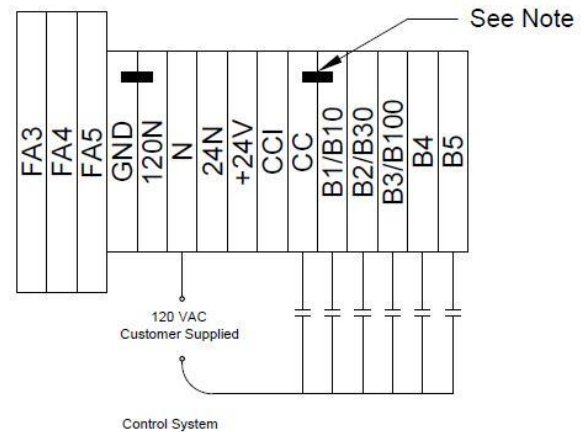 See Note
FA3
FA4
FA5
GND
120N
N
24N
+24V
CCI
CC
B1/B10
B2/B30
B3/B100
B4
B5
120 VAC
Customer Supplied
Control System